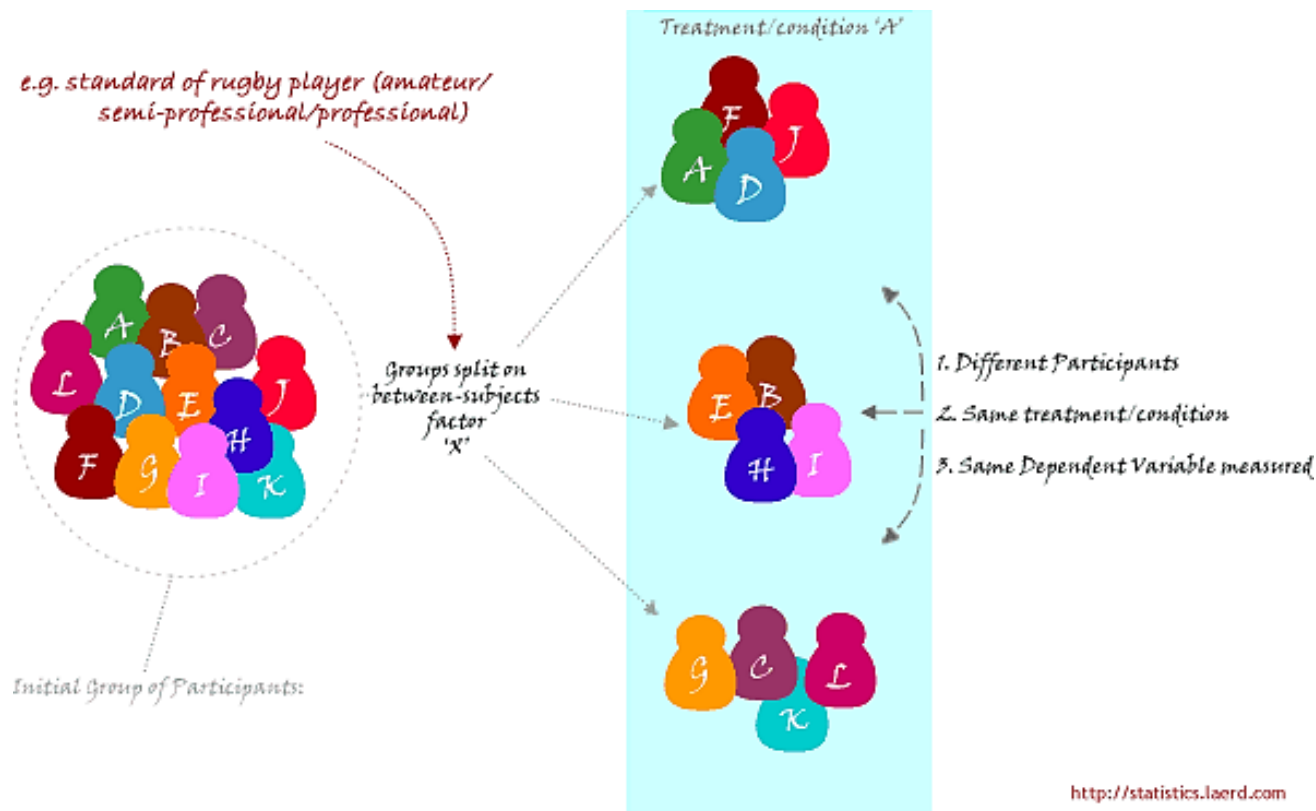 Treatment/condition 'A'
e.g. standard of rugby player (amateur/
semi-professional/professional)
F
J
A
D
A
B
C
L
D
E
J
H
F
G
I
K
Groups split on
between-subjects
factor
'X'
E
B
H
I
1. Different Participants
2. Same treatment/condition
3. Same Dependent Variable measured
G
C
L
K
Initial Group of Participants:
http://statistics.laerd.com